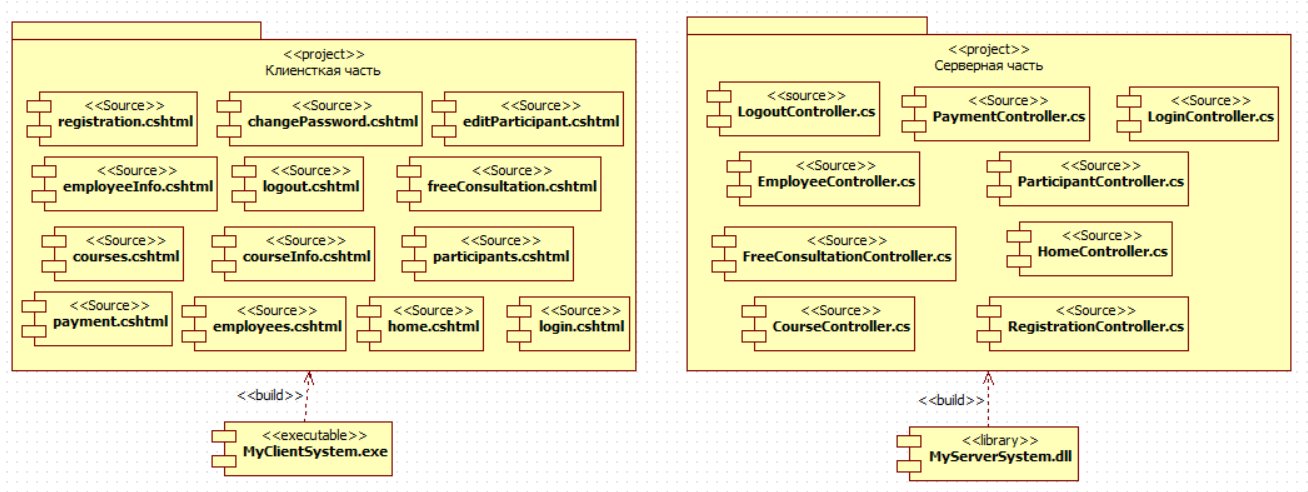 <<project>>
Клиенсткая часть
<<Source>>
registration.cshtml
<<Source>>
changePassword.cshtml
<<Source>>
editParticipant.cshtml
<<Source>>
employeeInfo.cshtml
<<Source>>
logout.cshtml
<<Source>>
freeConsultation.cshtml
<<Source>>
courses.cshtml
<<Source>>
courseInfo.cshtml
<<Source>>
participants.cshtml
<<Source>>
payment.cshtml
<<Source>>
employees.cshtml
<<Source>>
home.cshtml
<<Source>>
login.cshtml
<<build>>
<<executable>>
MyClientSystem.exe
<<project>>
Серверная часть
<<source>>
LogoutController.cs
<<Source>>
PaymentController.cs
<<Source>>
LoginController.cs
<<Source>>
EmployeeController.cs
<<Source>>
ParticipantController.cs
<<Source>>
FreeConsultationController.cs
<<Source>>
HomeController.cs
<<Source>>
CourseController.cs
<<Source>>
RegistrationController.cs
<<build>>
<<library>>
MyServerSystem.dll